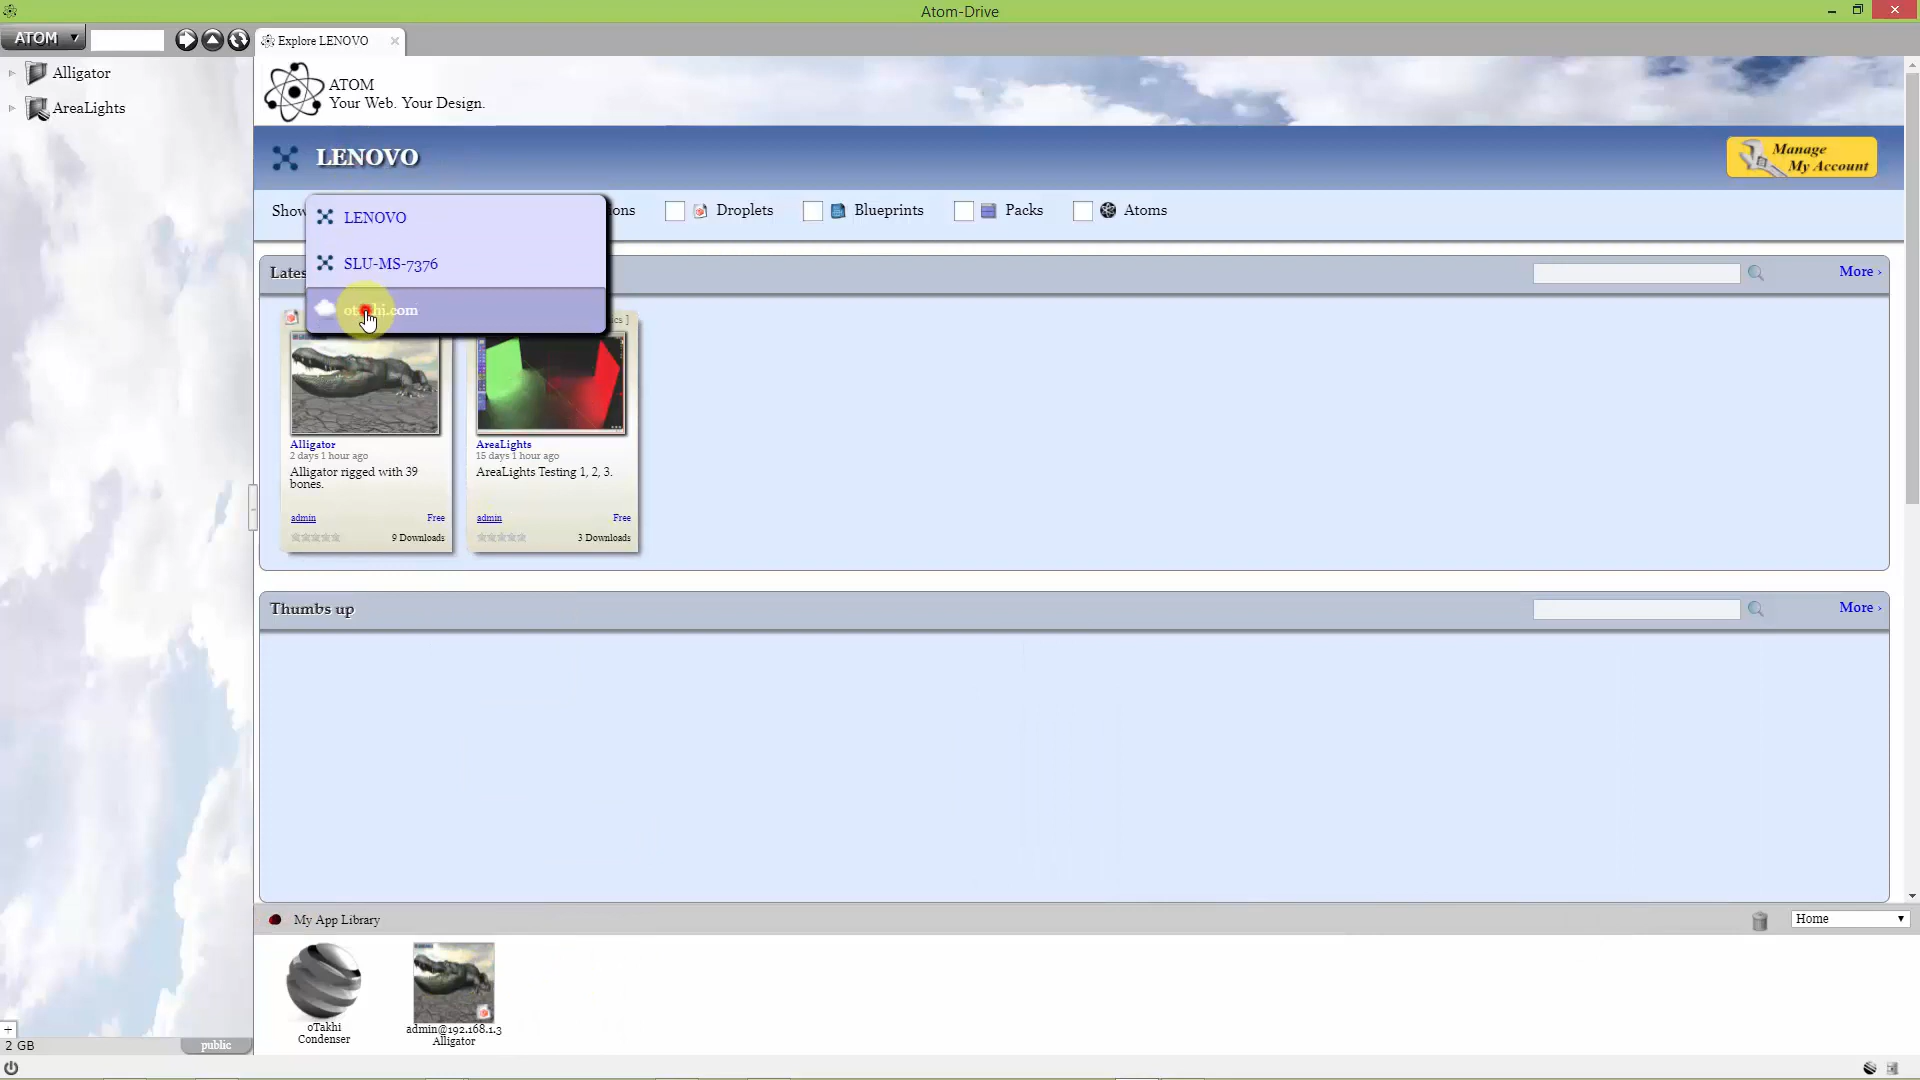 Atom-Drive
ATOM
Explore LENOVO
Alligator
AreaLights
ATOM
Your Web. Your Design.
LENOVO
Manage
My Account
Show
Droplets
Blueprints
Packs
Atoms
LENOVO
SLU-MS-7376
More ›
Alligator
2 days 1 hour ago
Alligator rigged with 39
bones.
admin
Free
9 Downloads
AreaLights
15 days 1 hour ago
AreaLights Testing 1, 2, 3.
admin
Free
3 Downloads
Thumbs up
More ›
My App Library
Home
oTakhi
Condenser
admin@192.168.1.3
Alligator
2 GB
public